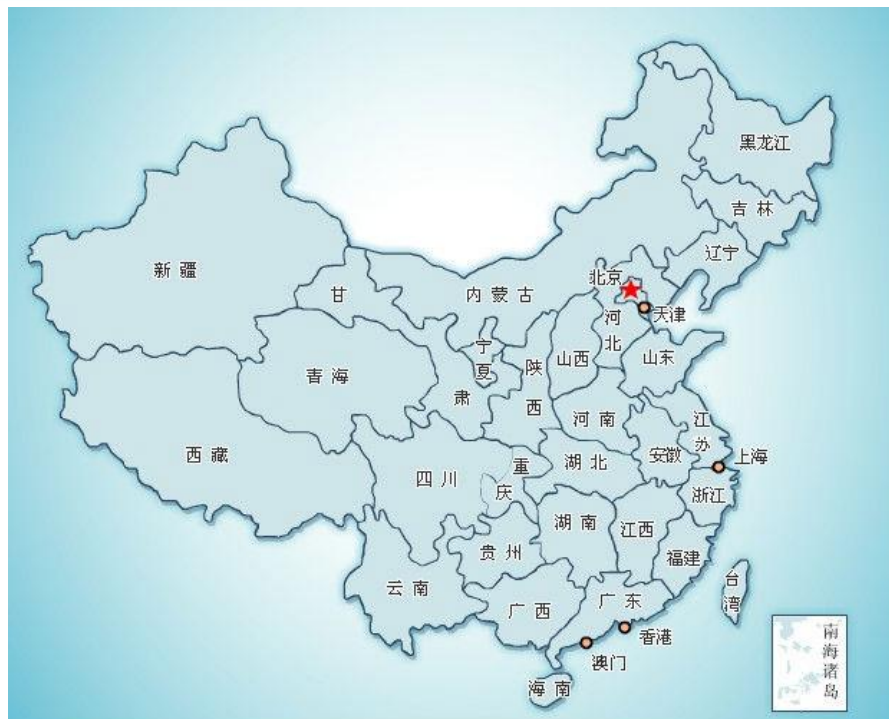 黑龙江
吉林
辽宁
新疆
甘
肃
内蒙古
北京
天津
河
北
宁
夏
青海
陕
西
山西
山东
西藏
河南
江
苏
安徽
上海
四川
重
庆
湖北
浙江
湖南
江西
贵州
福建
云南
广西
广东
台
湾
香港
澳门
海南
南
海
诸
岛